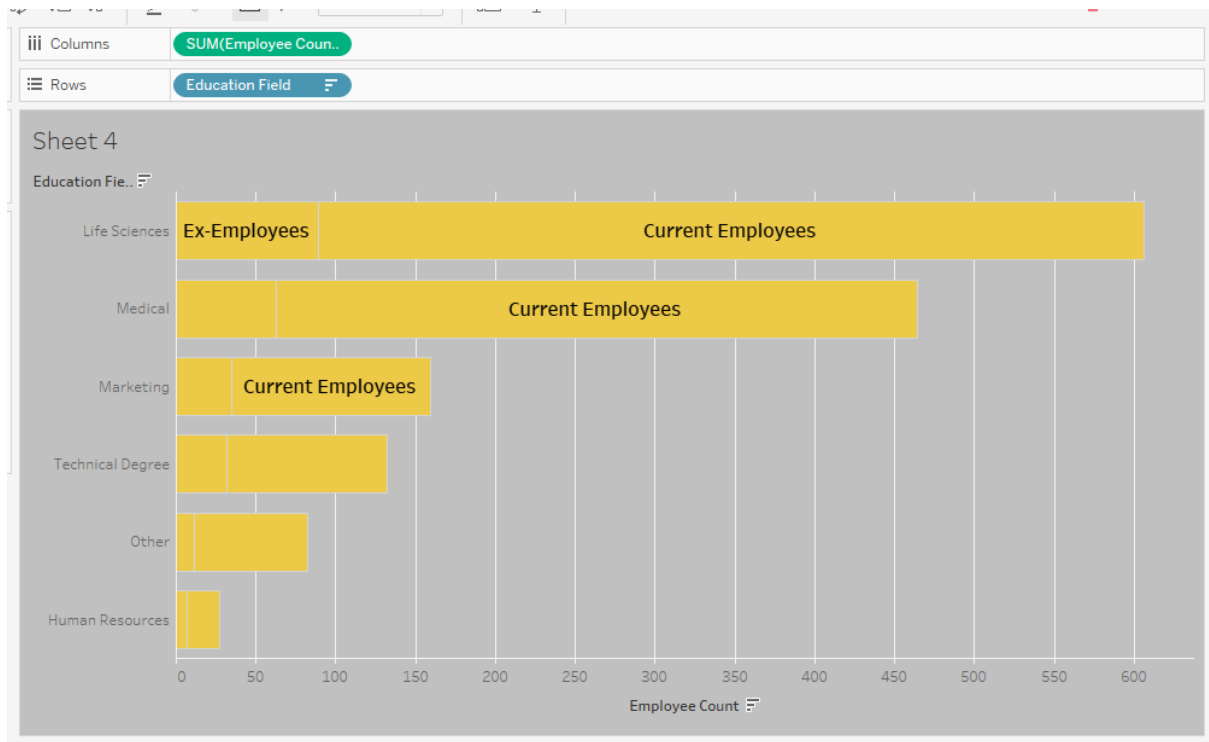 Columns SUM(Employee Coun..
Rows Education Field
Sheet 4
Education Fie..
Life Sciences Ex-Employees Current Employees
Medical Current Employees
Marketing Current Employees
Technical Degree
Other
Human Resources
0 50 100 150 200 250 300 350 400 450 500 550 600
Employee Count